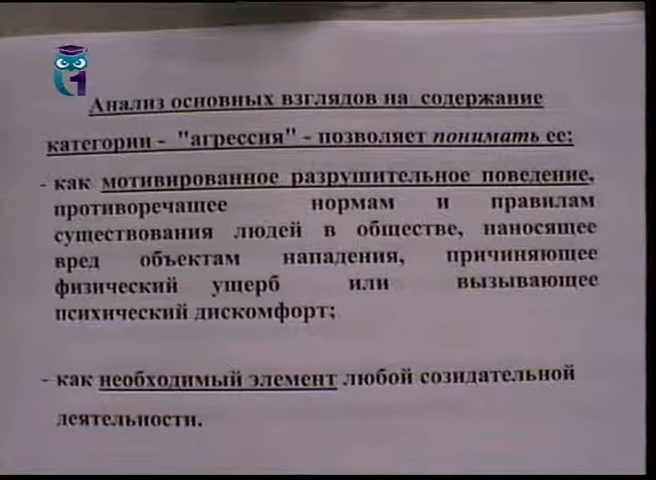 1
Анализ основных взглядов на содержание
категории - "агрессия" - позволяет понимать ее:
- как мотивированное разрушительное поведение,
противоречащее нормам и правилам
существования людей в обществе, наносящее
вред объектам нападения, причиняющее
физический ущерб или вызывающее
психический дискомфорт;
- как необходимый элемент любой созидательной
деятельности.